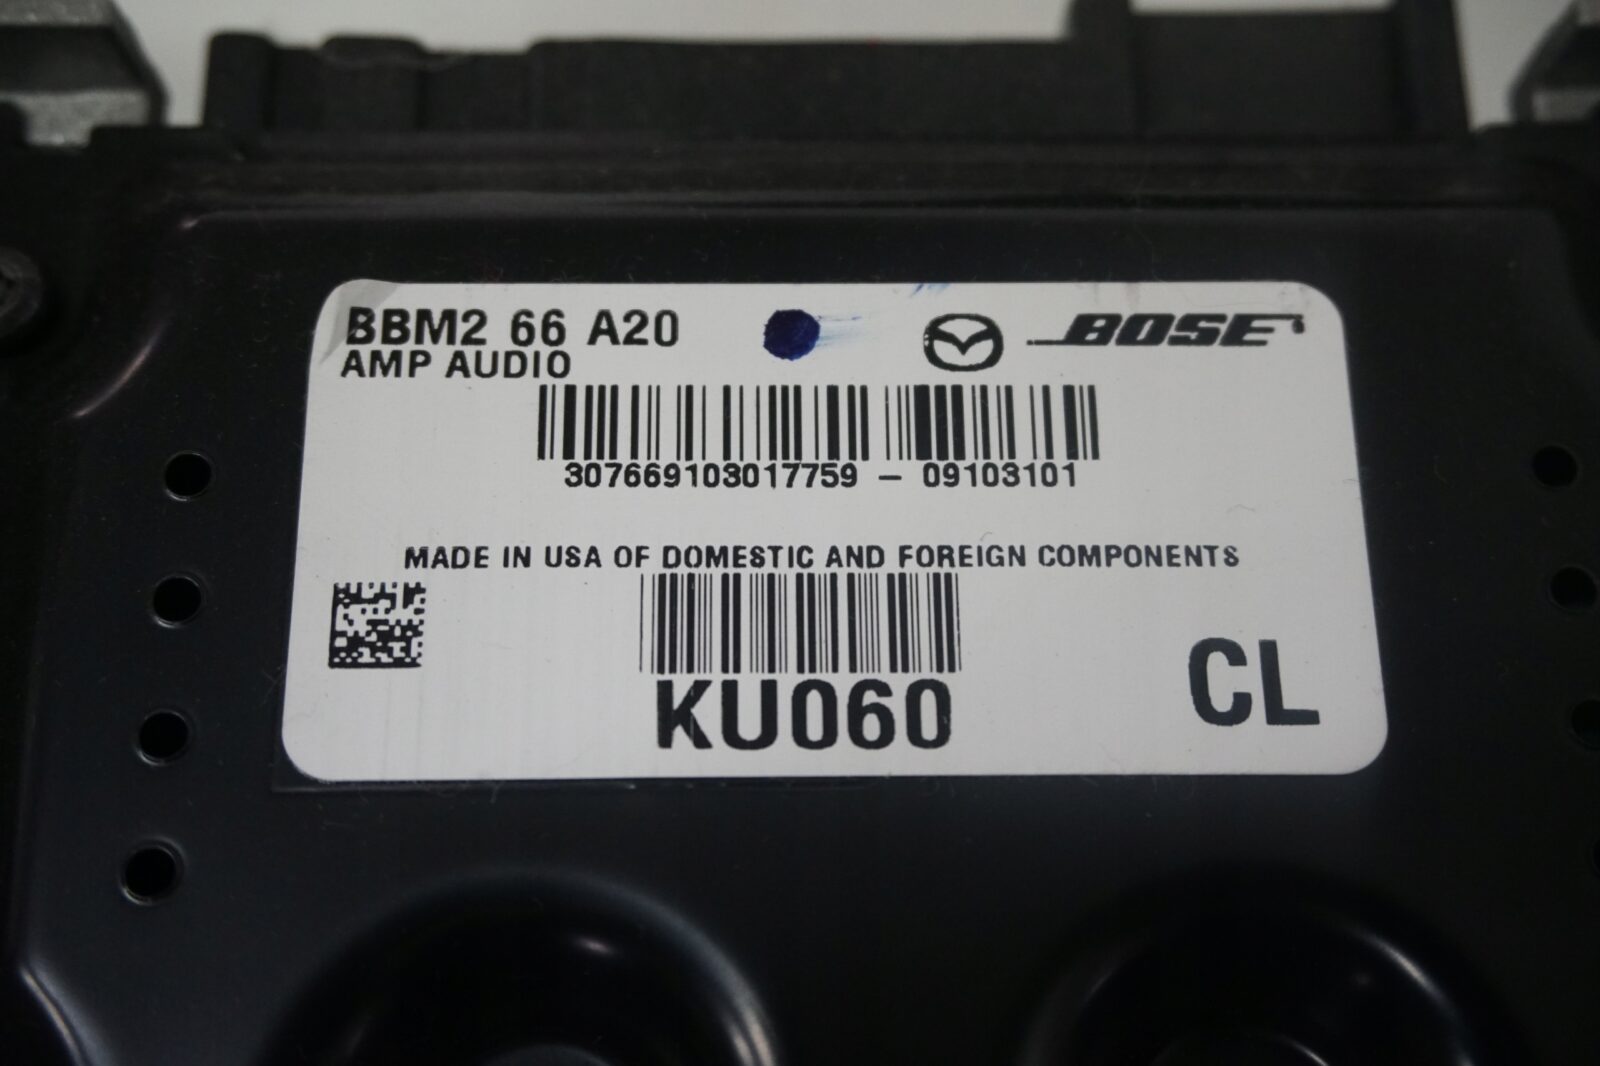 BBM2 66 A20
BOSE
AMP AUDIO
307669103017759 - 09103101
MADE IN USA OF DOMESTIC AND FOREIGN COMPONENTS
KU060
CL